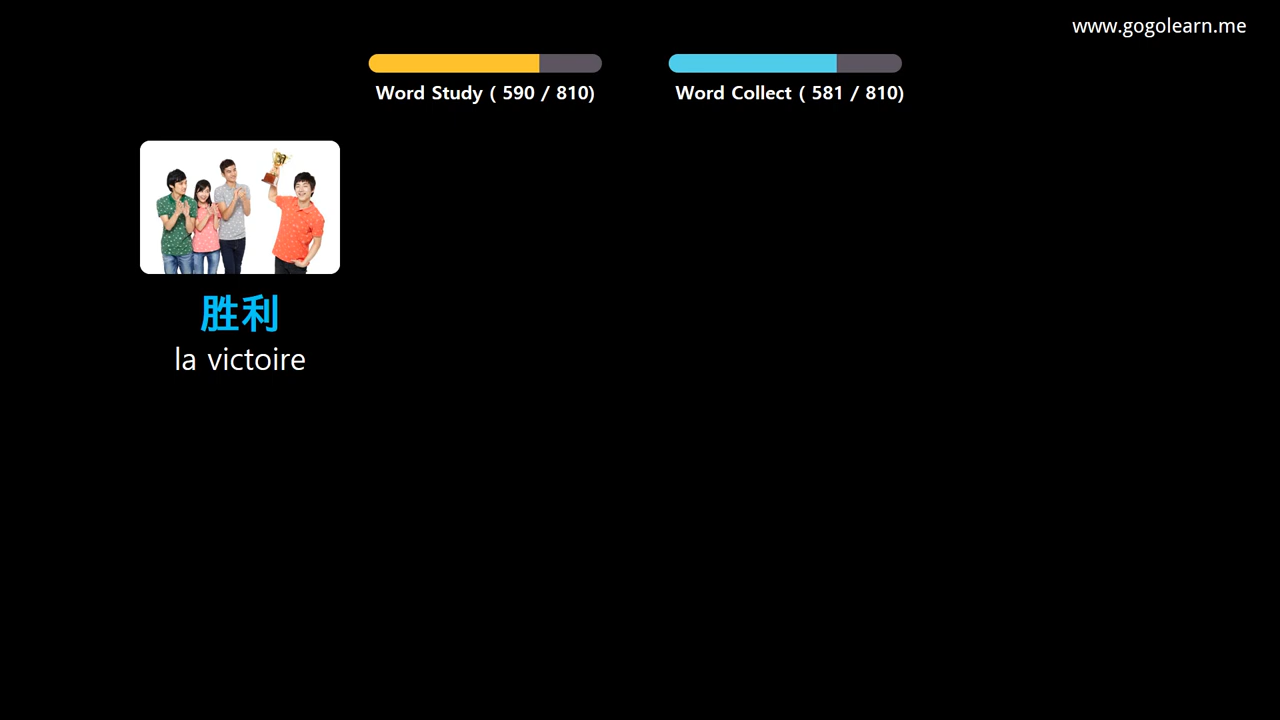 www.gogolearn.me
Word Study ( 590 / 810)
Word Collect ( 581 / 810)
胜利
la victoire